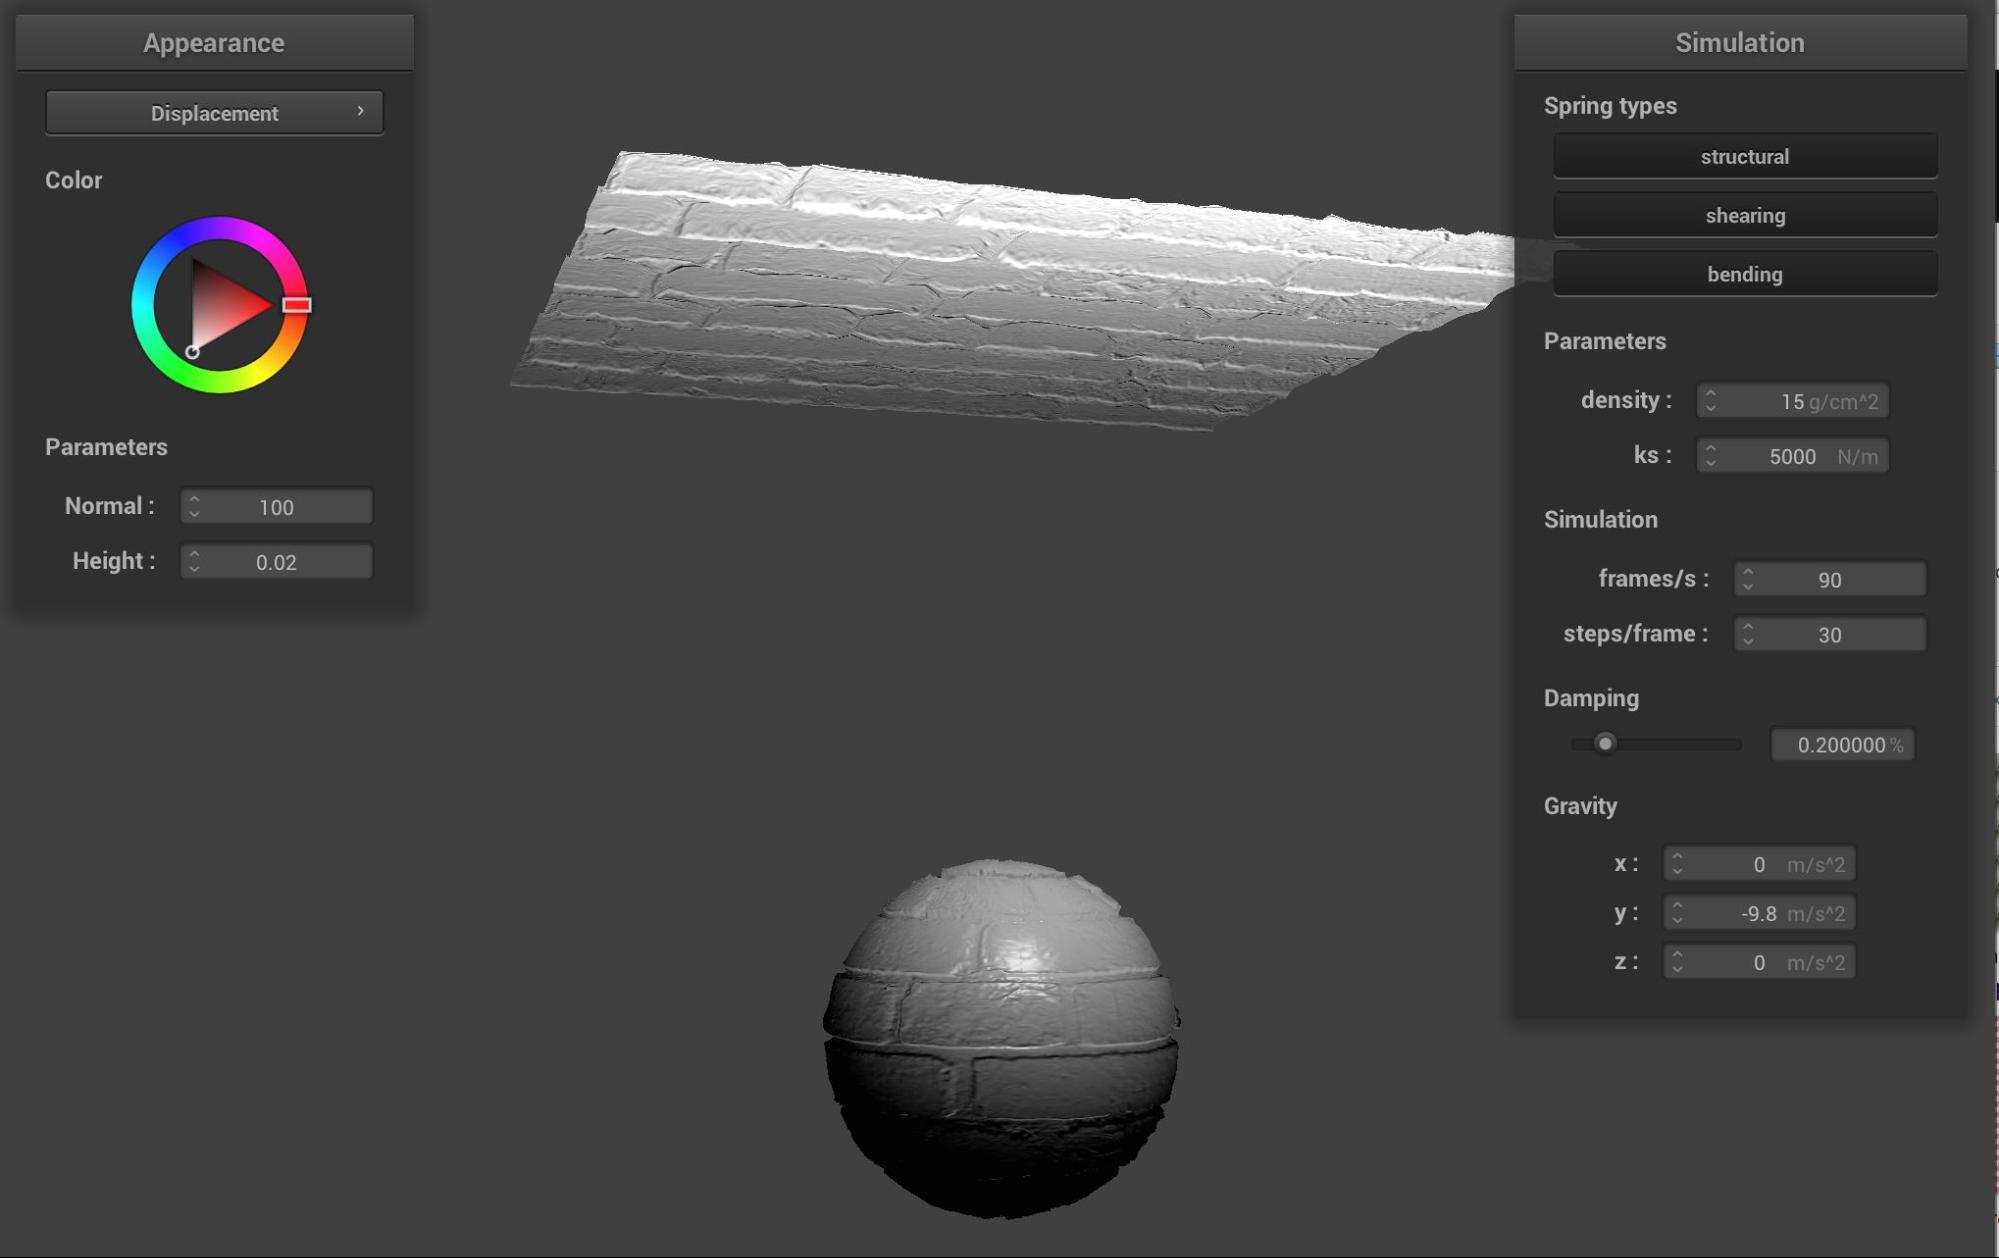 Appearance
Displacement
Color
Parameters
Normal : 100
Height : 0.02
Simulation
Spring types
structural
shearing
bending
Parameters
density : 15 g/cm^2
ks : 5000 N/m
Simulation
frames/s : 90
steps/frame : 30
Damping
0.200000 %
Gravity
x : 0 m/s^2
y : -9.8 m/s^2
z : 0 m/s^2